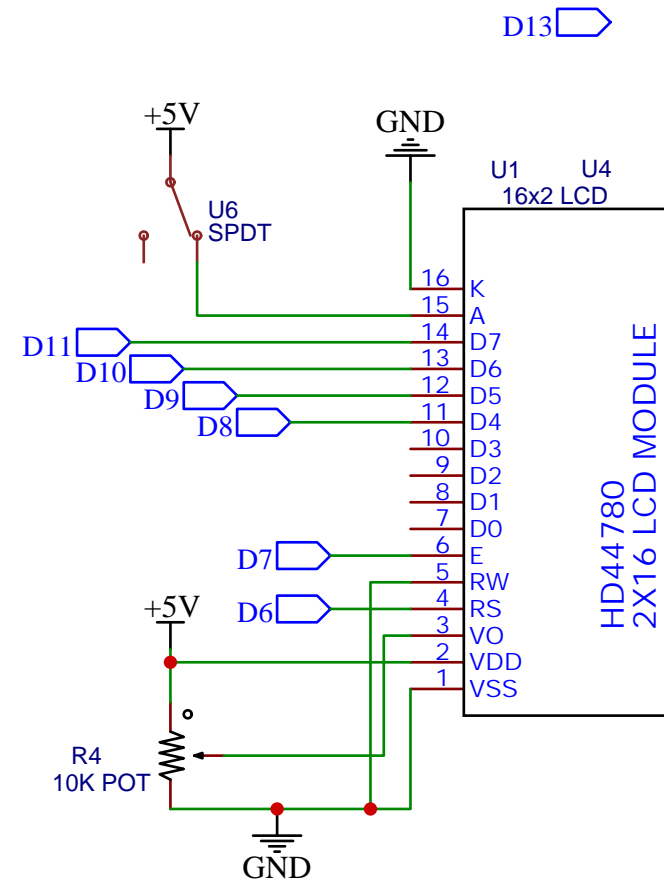 D13
+5V
GND
U1 U4
16x2 LCD
U6
SPDT
16 K
15 A
D11 14 D7
D10 13 D6
D9 12 D5
D8 11 D4
10 D3
9 D2
8 D1
7 D0
D7 6 E
5 RW
+5V
D6 4 RS
3 VO
2 VDD
1 VSS
HD44780
2X16 LCD MODULE
R4
10K POT
GND